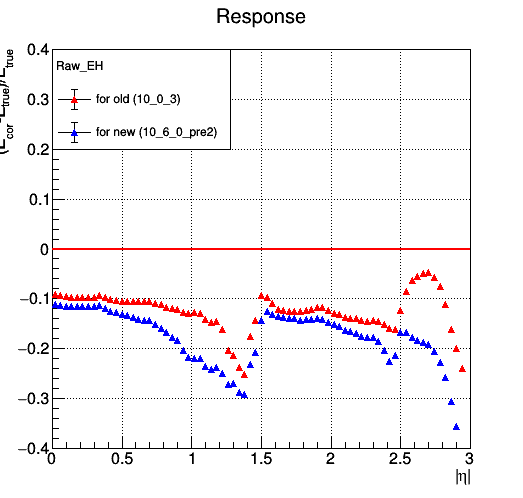 Response
Raw_EH
for old (10_0_3)
for new (10_6_0_pre2)
0.4
0.3
0.2
0.1
0
−0.1
−0.2
−0.3
−0.4
0 0.5 1 1.5 2 2.5 3
|η|